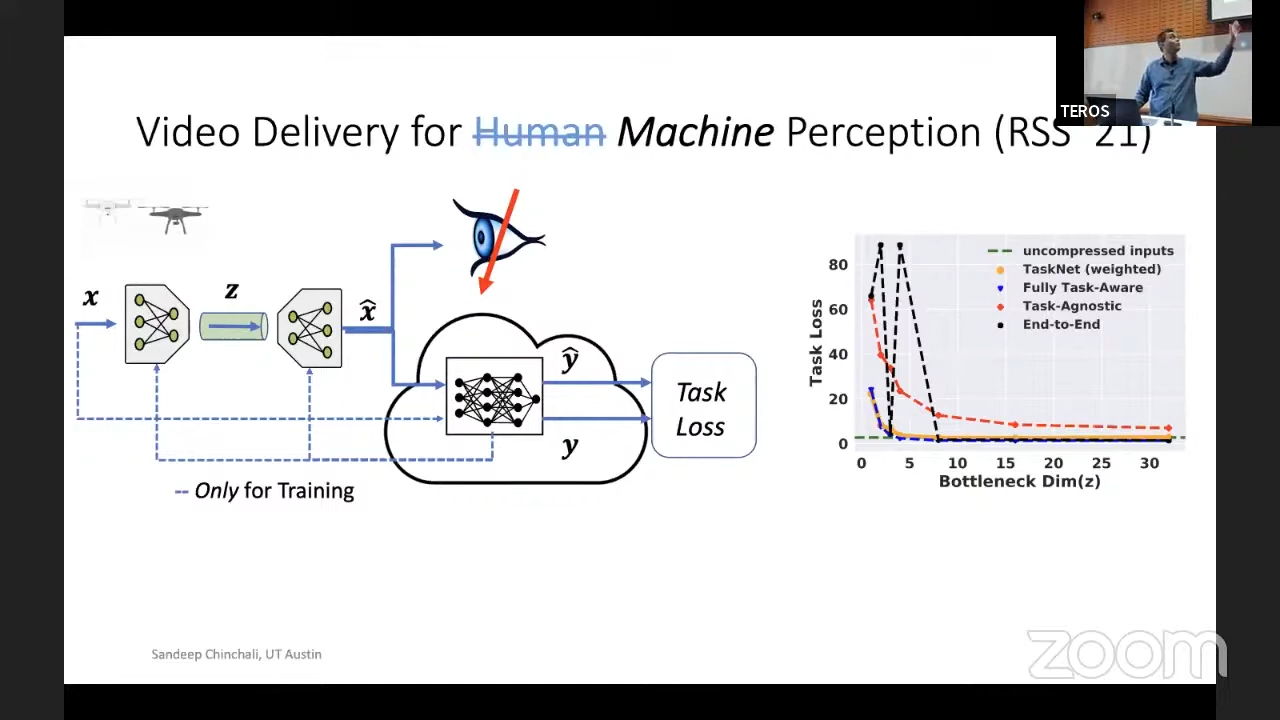 TEROS
Video Delivery for Human Machine Perception (RSS '21)
x
z
x̂
ŷ
y
Task
Loss
-- Only for Training
uncompressed inputs
TaskNet (weighted)
Fully Task-Aware
Task-Agnostic
End-to-End
Task Loss
80
60
40
20
0
0 5 10 15 20 25 30
Bottleneck Dim(z)
Sandeep Chinchali, UT Austin
zoom